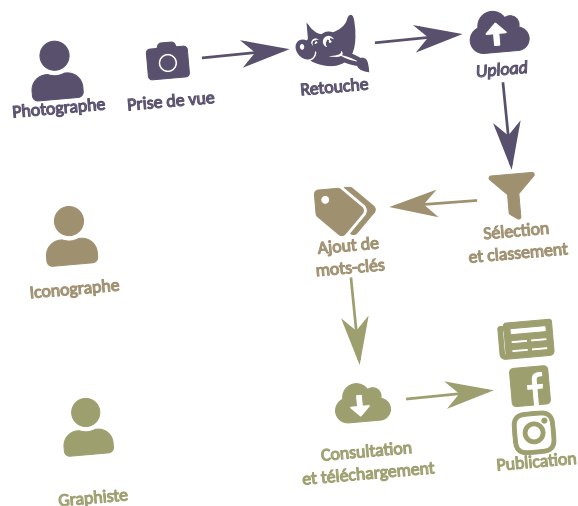 Photographe
Prise de vue
Retouche
Upload
Iconographe
Ajout de
mots-clés
Sélection
et classement
Graphiste
Consultation
et téléchargement
Publication